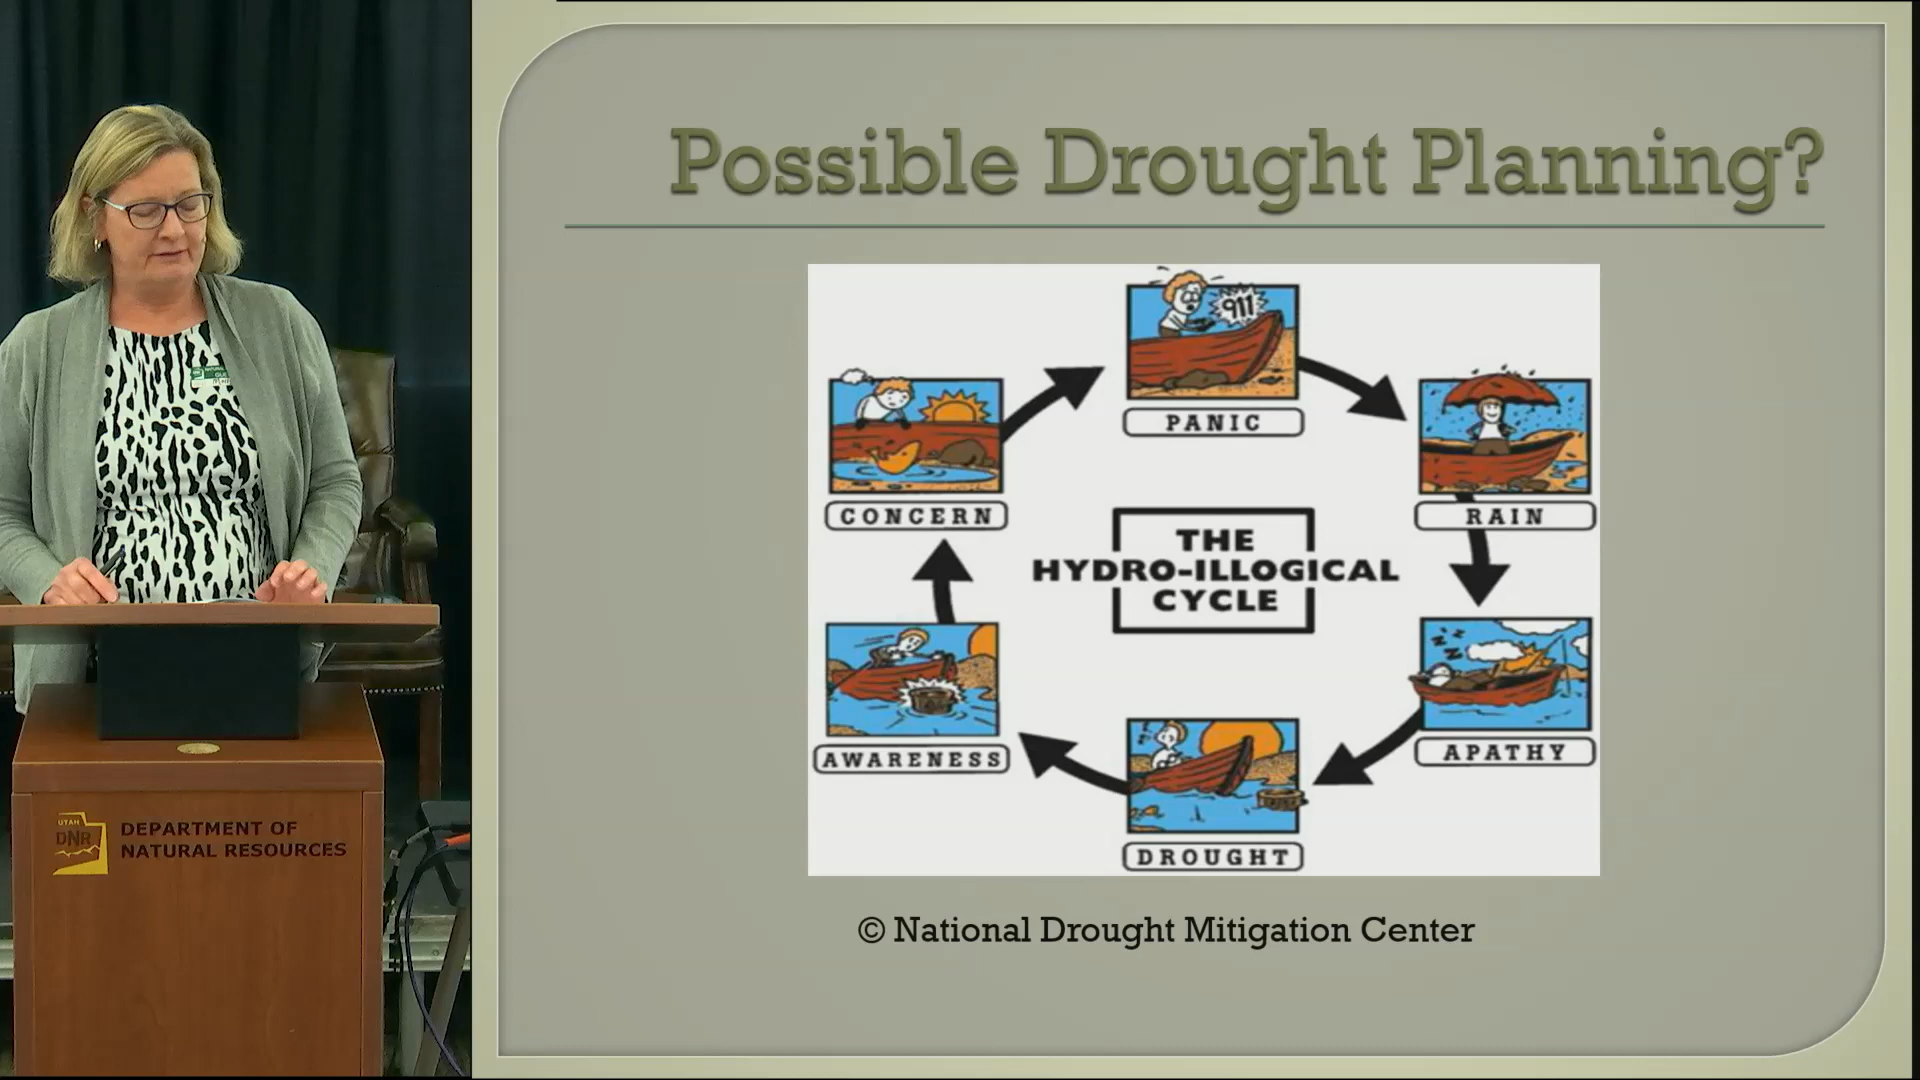 Possible Drought Planning?
911
PANIC
CONCERN
RAIN
THE
HYDRO-ILLOGICAL
CYCLE
AWARENESS
APATHY
DROUGHT
© National Drought Mitigation Center
UTAH
DNR
DEPARTMENT OF
NATURAL RESOURCES